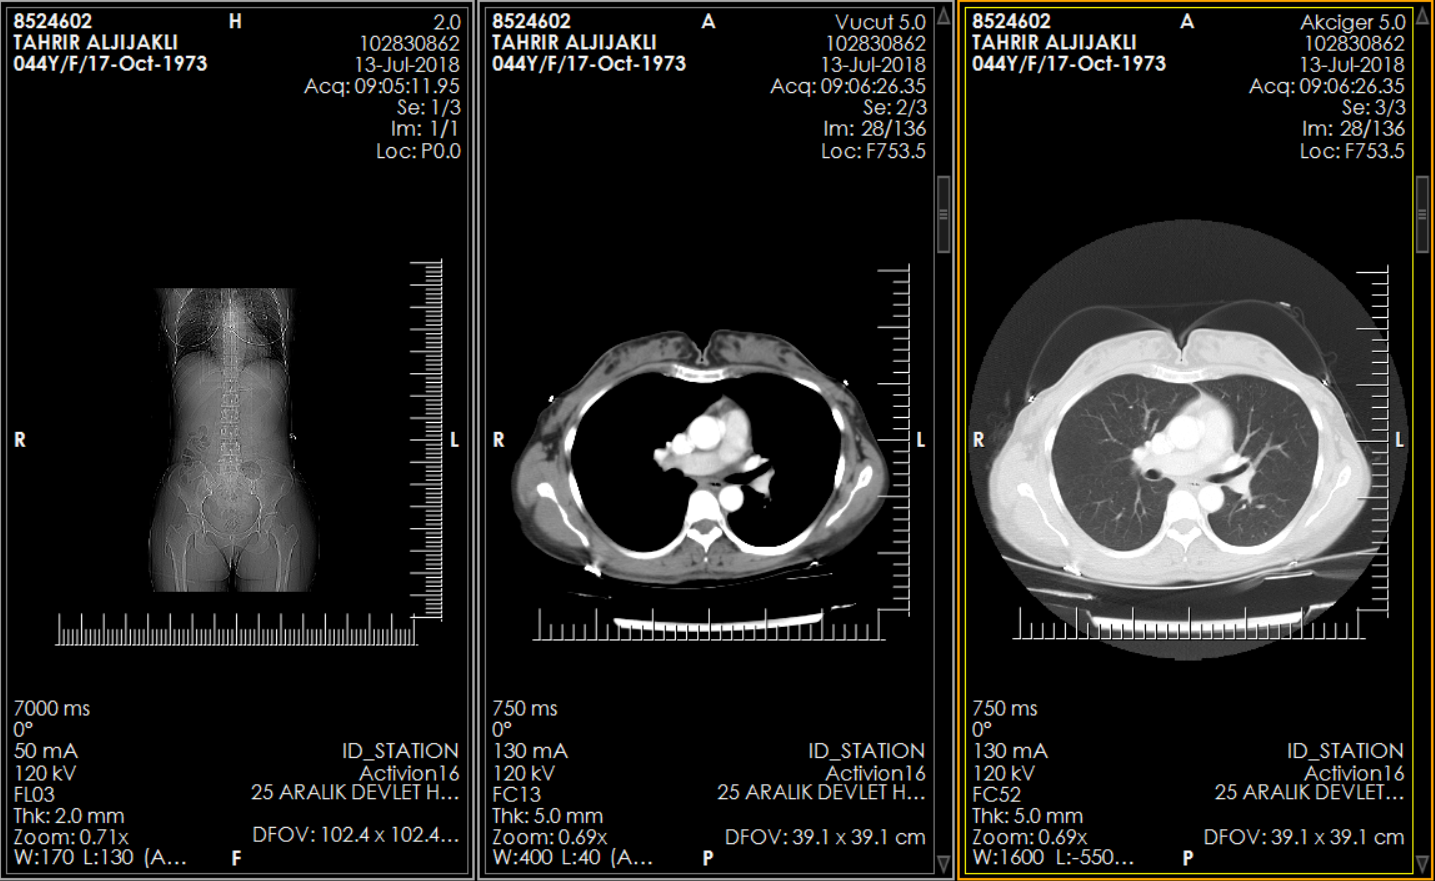 8524602
H
2.0
TAHRIR ALJIJAKLI
102830862
044Y/F/17-Oct-1973
13-Jul-2018
Acq: 09:05:11.95
Se: 1/3
Im: 1/1
Loc: P0.0
R
L
7000 ms
0°
50 mA
ID_STATION
120 kV
Activion16
FL03
25 ARALIK DEVLET H...
Thk: 2.0 mm
Zoom: 0.71x
DFOV: 102.4 x 102.4...
W:170 L:130 (A...
F
8524602
A
Vucut 5.0
TAHRIR ALJIJAKLI
102830862
044Y/F/17-Oct-1973
13-Jul-2018
Acq: 09:06:26.35
Se: 2/3
Im: 28/136
Loc: F753.5
R
L
750 ms
0°
130 mA
ID_STATION
120 kV
Activion16
FC13
25 ARALIK DEVLET H...
Thk: 5.0 mm
Zoom: 0.69x
DFOV: 39.1 x 39.1 cm
W:400 L:40 (A...
P
8524602
A
Akciger 5.0
TAHRIR ALJIJAKLI
102830862
044Y/F/17-Oct-1973
13-Jul-2018
Acq: 09:06:26.35
Se: 3/3
Im: 28/136
Loc: F753.5
R
L
750 ms
0°
130 mA
ID_STATION
120 kV
Activion16
FC52
25 ARALIK DEVLET...
Thk: 5.0 mm
Zoom: 0.69x
DFOV: 39.1 x 39.1 cm
W:1600 L:-550...
P